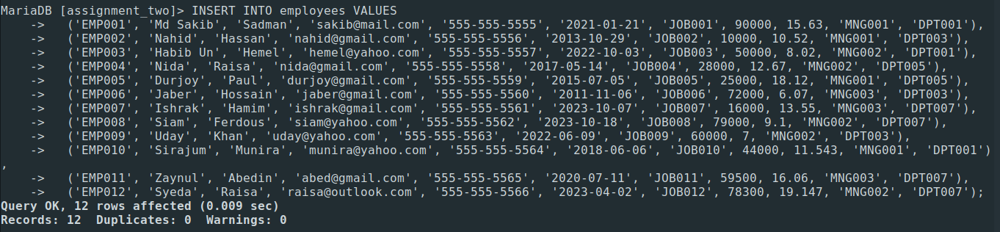 MariaDB [assignment_two]> INSERT INTO employees VALUES
    ->   ('EMP001', 'Md Sakib', 'Sadman', 'sakib@mail.com', '555-555-5555', '2021-01-21', 'JOB001', 90000, 15.63, 'MNG001', 'DPT001'),
    ->   ('EMP002', 'Nahid', 'Hassan', 'nahid@gmail.com', '555-555-5556', '2013-10-29', 'JOB002', 10000, 10.52, 'MNG001', 'DPT003'),
    ->   ('EMP003', 'Habib Un', 'Hemel', 'hemel@yahoo.com', '555-555-5557', '2022-10-03', 'JOB003', 50000, 8.02, 'MNG002', 'DPT001'),
    ->   ('EMP004', 'Nida', 'Raisa', 'nida@gmail.com', '555-555-5558', '2017-05-14', 'JOB004', 28000, 12.67, 'MNG002', 'DPT005'),
    ->   ('EMP005', 'Durjoy', 'Paul', 'durjoy@gmail.com', '555-555-5559', '2015-07-05', 'JOB005', 25000, 18.12, 'MNG001', 'DPT005'),
    ->   ('EMP006', 'Jaber', 'Hossain', 'jaber@gmail.com', '555-555-5560', '2011-11-06', 'JOB006', 72000, 6.07, 'MNG003', 'DPT003'),
    ->   ('EMP007', 'Ishrak', 'Hamim', 'ishrak@gmail.com', '555-555-5561', '2023-10-07', 'JOB007', 16000, 13.55, 'MNG003', 'DPT007'),
    ->   ('EMP008', 'Siam', 'Ferdous', 'siam@yahoo.com', '555-555-5562', '2023-10-18', 'JOB008', 79000, 9.1, 'MNG002', 'DPT007'),
    ->   ('EMP009', 'Uday', 'Khan', 'uday@yahoo.com', '555-555-5563', '2022-06-09', 'JOB009', 60000, 7, 'MNG002', 'DPT003'),
    ->   ('EMP010', 'Sirajum', 'Munira', 'munira@yahoo.com', '555-555-5564', '2018-06-06', 'JOB010', 44000, 11.543, 'MNG001', 'DPT001')
,
    ->   ('EMP011', 'Zaynul', 'Abedin', 'abed@gmail.com', '555-555-5565', '2020-07-11', 'JOB011', 59500, 16.06, 'MNG003', 'DPT007'),
    ->   ('EMP012', 'Syeda', 'Raisa', 'raisa@outlook.com', '555-555-5566', '2023-04-02', 'JOB012', 78300, 19.147, 'MNG002', 'DPT007');
Query OK, 12 rows affected (0.009 sec)
Records: 12  Duplicates: 0  Warnings: 0